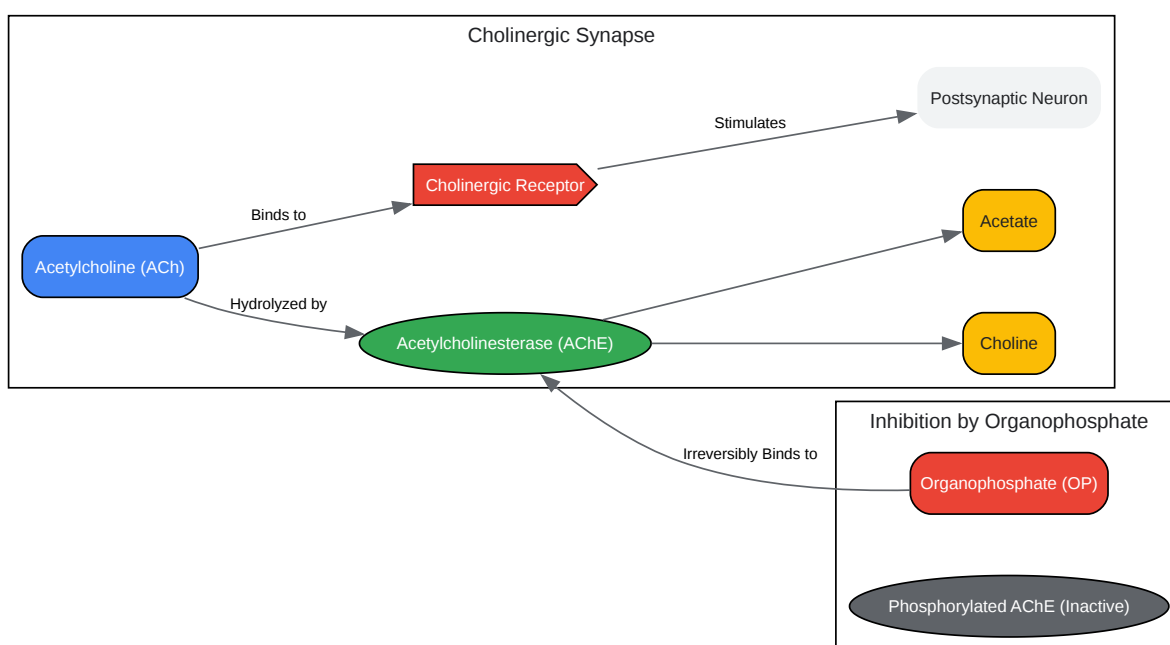 Cholinergic Synapse
Postsynaptic Neuron
Stimulates
Cholinergic Receptor
Binds to
Acetate
Acetylcholine (ACh)
Hydrolyzed by
Acetylcholinesterase (AChE)
Choline
Inhibition by Organophosphate
Irreversibly Binds to
Organophosphate (OP)
Phosphorylated AChE (Inactive)